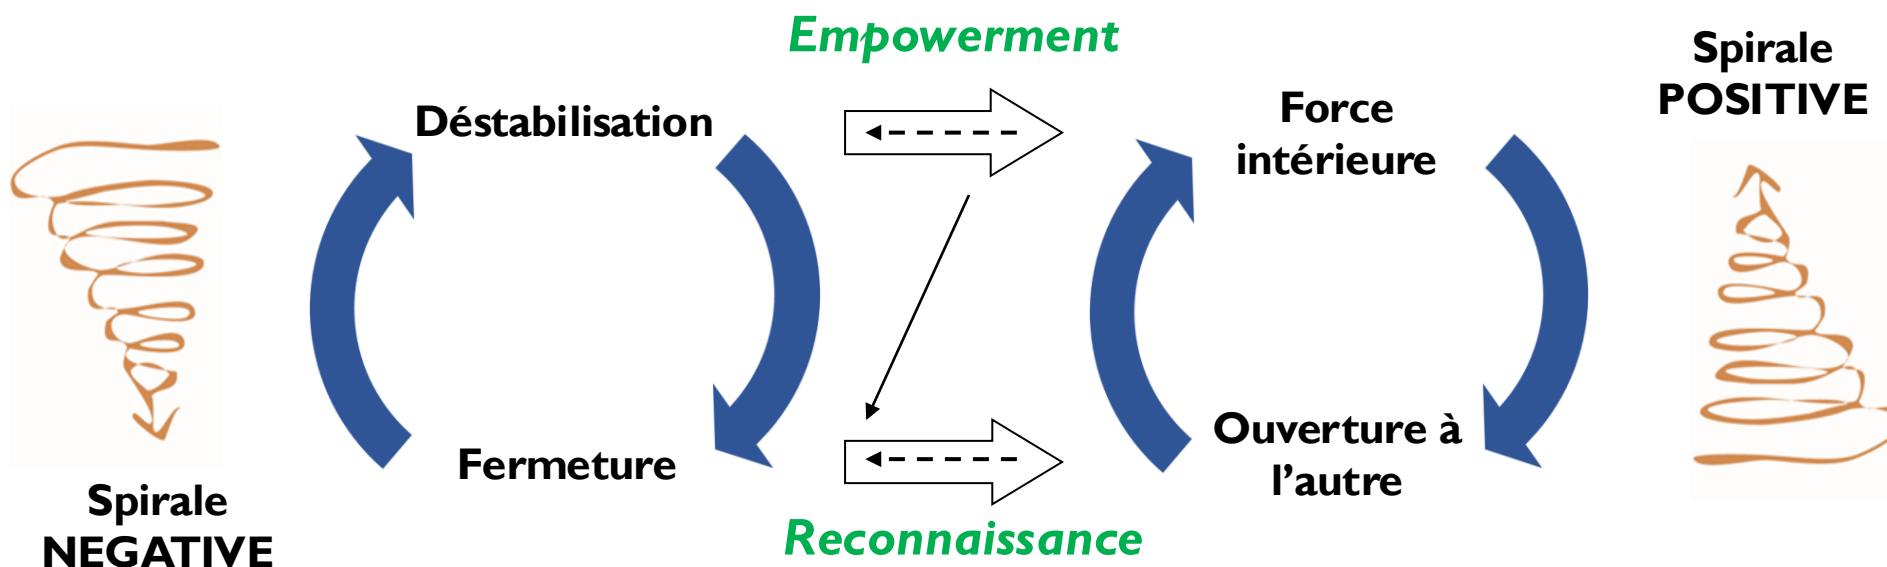 Empowerment
Spirale
POSITIVE
Déstabilisation
Force
intérieure
Fermeture
Ouverture à
l’autre
Spirale
NEGATIVE
Reconnaissance